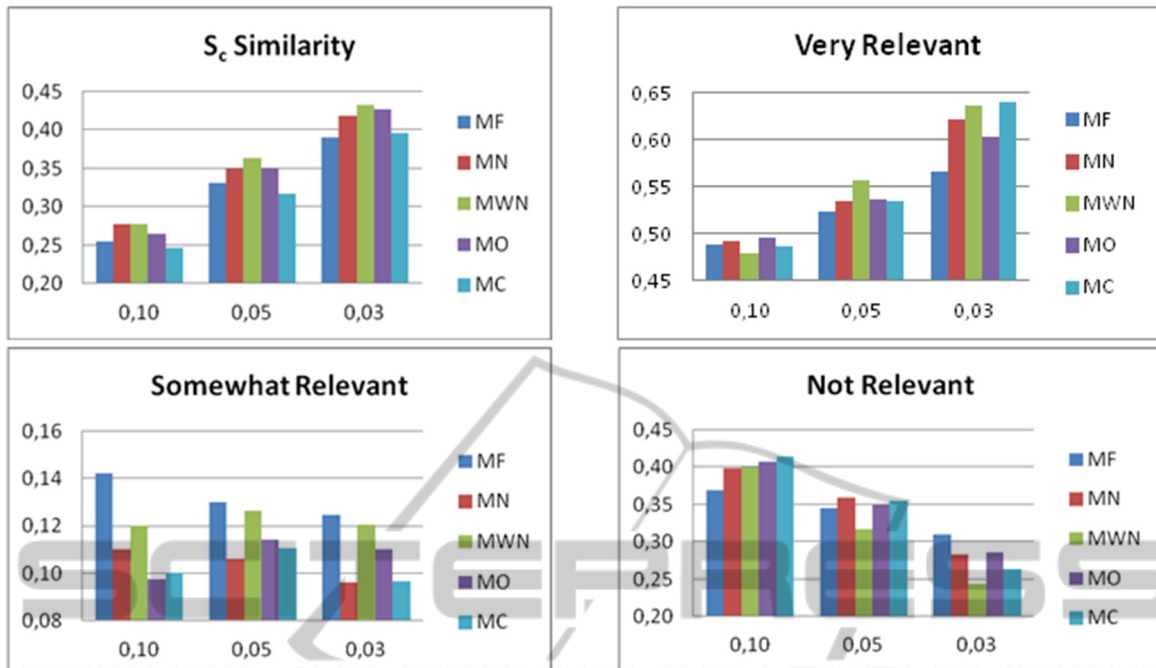 S_c Similarity
0,45
0,40
0,35
0,30
0,25
0,20
0,10 0,05 0,03
MF
MN
MWN
MO
MC
Very Relevant
0,65
0,60
0,55
0,50
0,45
0,10 0,05 0,03
MF
MN
MWN
MO
MC
Somewhat Relevant
0,16
0,14
0,12
0,10
0,08
0,10 0,05 0,03
MF
MN
MWN
MO
MC
Not Relevant
0,45
0,40
0,35
0,30
0,25
0,20
0,10 0,05 0,03
MF
MN
MWN
MO
MC
SCITEPRESS